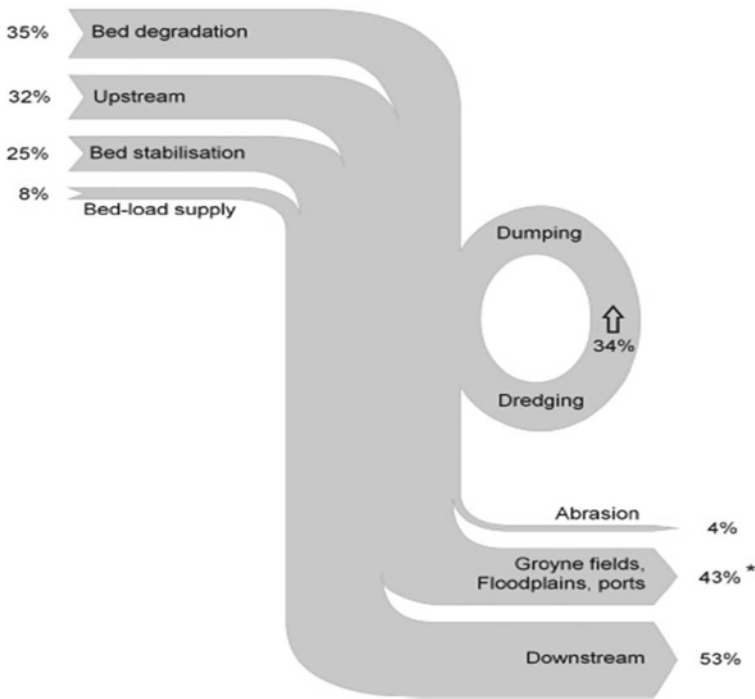 35% Bed degradation
32% Upstream
25% Bed stabilisation
8%
Bed-load supply
Dumping
34%
Dredging
Abrasion
4%
Groyne fields,
Floodplains, ports
43% *
Downstream 53%